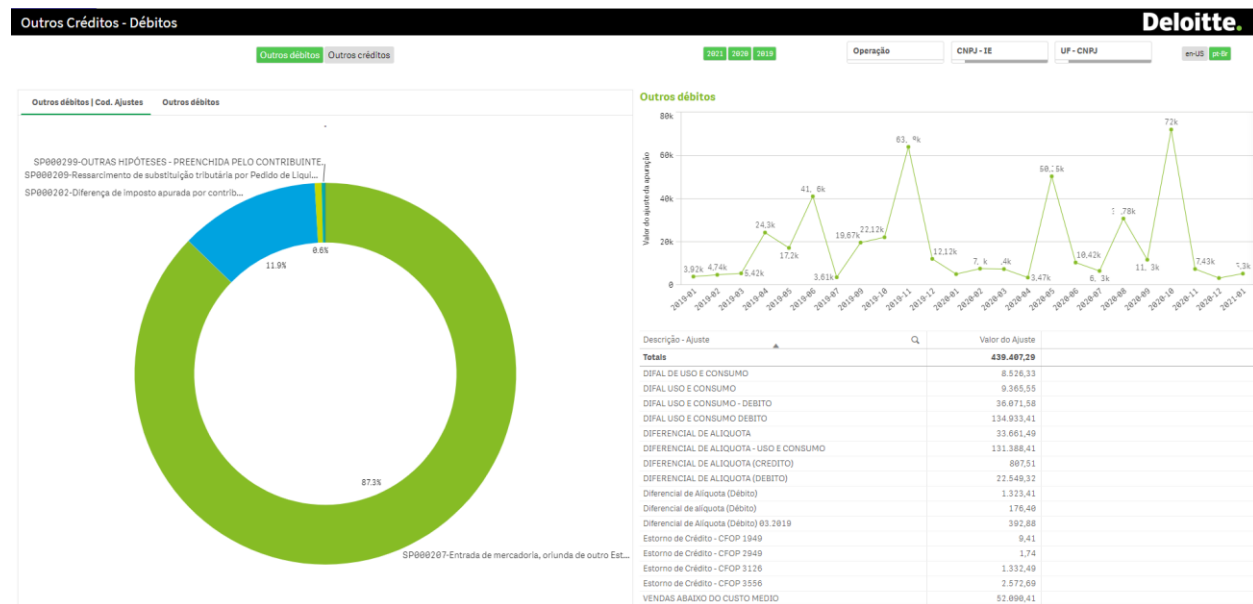 Outros Créditos - Débitos
Deloitte.
Outros débitos
Outros créditos
2021
2020
2019
Operação
CNPJ - IE
UF - CNPJ
en-US
pt-Br
Outros débitos | Cod. Ajustes
Outros débitos
-
SP000299-OUTRAS HIPÓTESES - PREENCHIDA PELO CONTRIBUINTE.
SP000209-Ressarcimento de substituição tributária por Pedido de Liqui...
SP000202-Diferença de imposto apurada por contrib...
0.6%
11.9%
87.3%
SP000207-Entrada de mercadoria, oriunda de outro Est...
Outros débitos
Valor do ajuste da apuração
80k
60k
40k
20k
0
3,92k
4,74k
5,42k
24,3k
17,2k
3,61k
19,67k
22,12k
12,12k
3,47k
10,42k
72k
7,43k
2019-01
2019-02
2019-03
2019-04
2019-05
2019-06
2019-07
2019-09
2019-10
2019-11
2019-12
2020-01
2020-02
2020-03
2020-04
2020-05
2020-06
2020-07
2020-08
2020-09
2020-10
2020-11
2020-12
2021-01
Descrição - Ajuste Valor do Ajuste
Totals 439.407,29
DIFAL DE USO E CONSUMO 8.526,33
DIFAL USO E CONSUMO 9.365,55
DIFAL USO E CONSUMO - DEBITO 36.071,58
DIFAL USO E CONSUMO DEBITO 134.933,41
DIFERENCIAL DE ALIQUOTA 33.661,49
DIFERENCIAL DE ALIQUOTA - USO E CONSUMO 131.388,41
DIFERENCIAL DE ALIQUOTA (CREDITO) 807,51
DIFERENCIAL DE ALIQUOTA (DEBITO) 22.549,32
Diferencial de Alíquota (Débito) 1.323,41
Diferencial de alíquota (Débito) 176,40
Diferencial de Alíquota (Débito) 03.2019 392,88
Estorno de Crédito - CFOP 1949 9,41
Estorno de Crédito - CFOP 2949 1,74
Estorno de Crédito - CFOP 3126 1.332,49
Estorno de Crédito - CFOP 3556 2.572,69
VENDAS ABAIXO DO CUSTO MEDIO 52.090,41